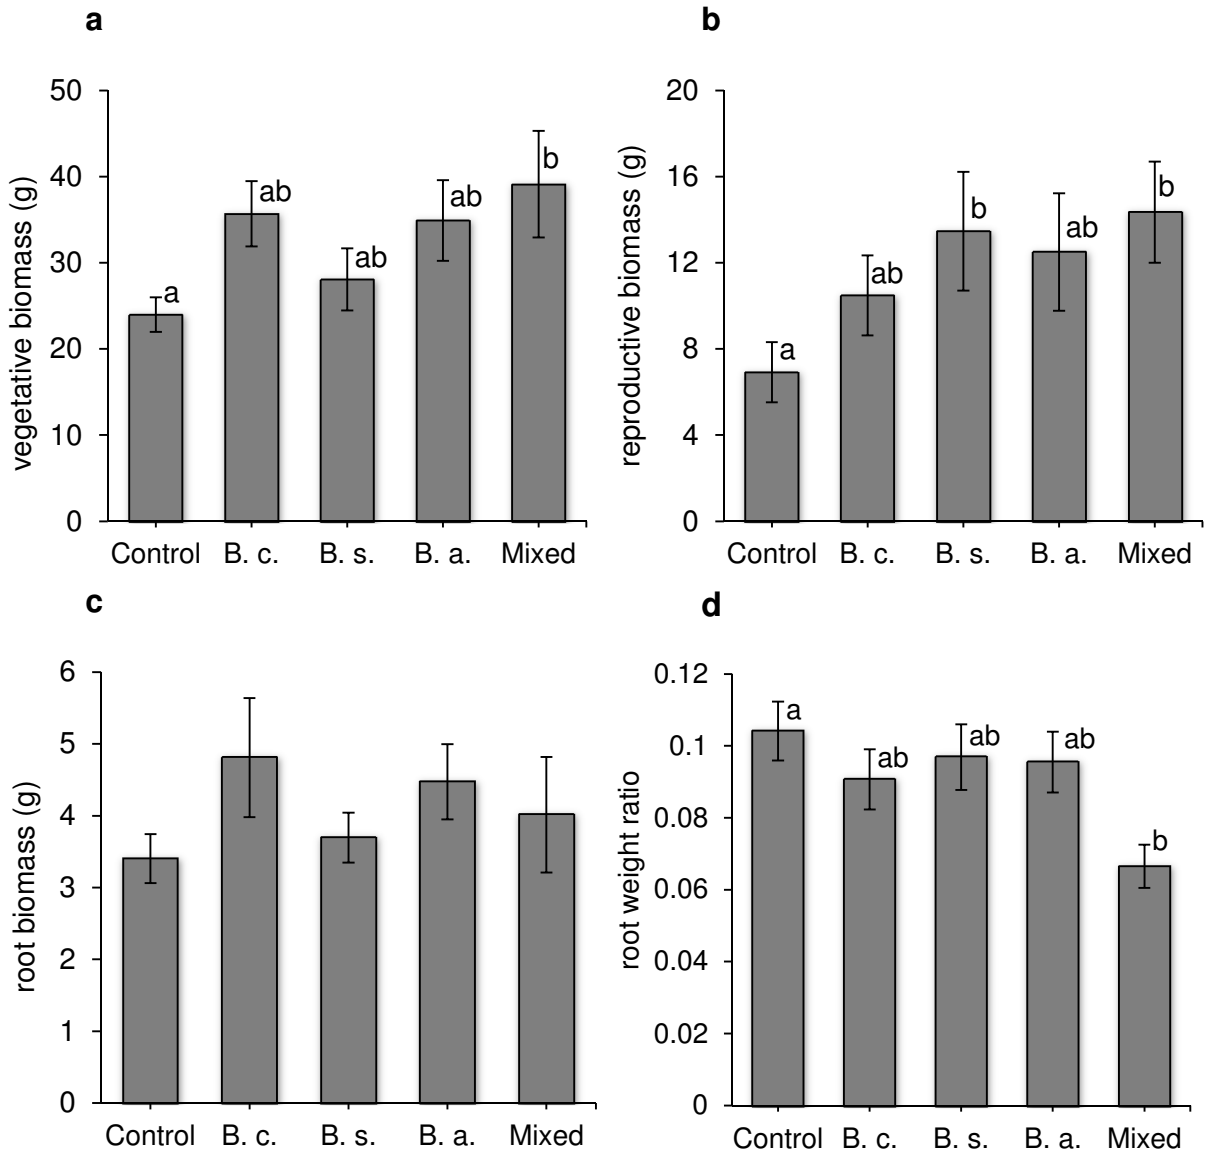 a
vegetative biomass (g)
50
40
30
20
10
0
a
ab
ab
ab
b
Control B. c. B. s. B. a. Mixed
b
reproductive biomass (g)
20
16
12
8
4
0
a
ab
b
ab
b
Control B. c. B. s. B. a. Mixed
c
root biomass (g)
6
5
4
3
2
1
0
Control B. c. B. s. B. a. Mixed
d
root weight ratio
0.12
0.1
0.08
0.06
0.04
0.02
0
a
ab
ab
ab
b
Control B. c. B. s. B. a. Mixed